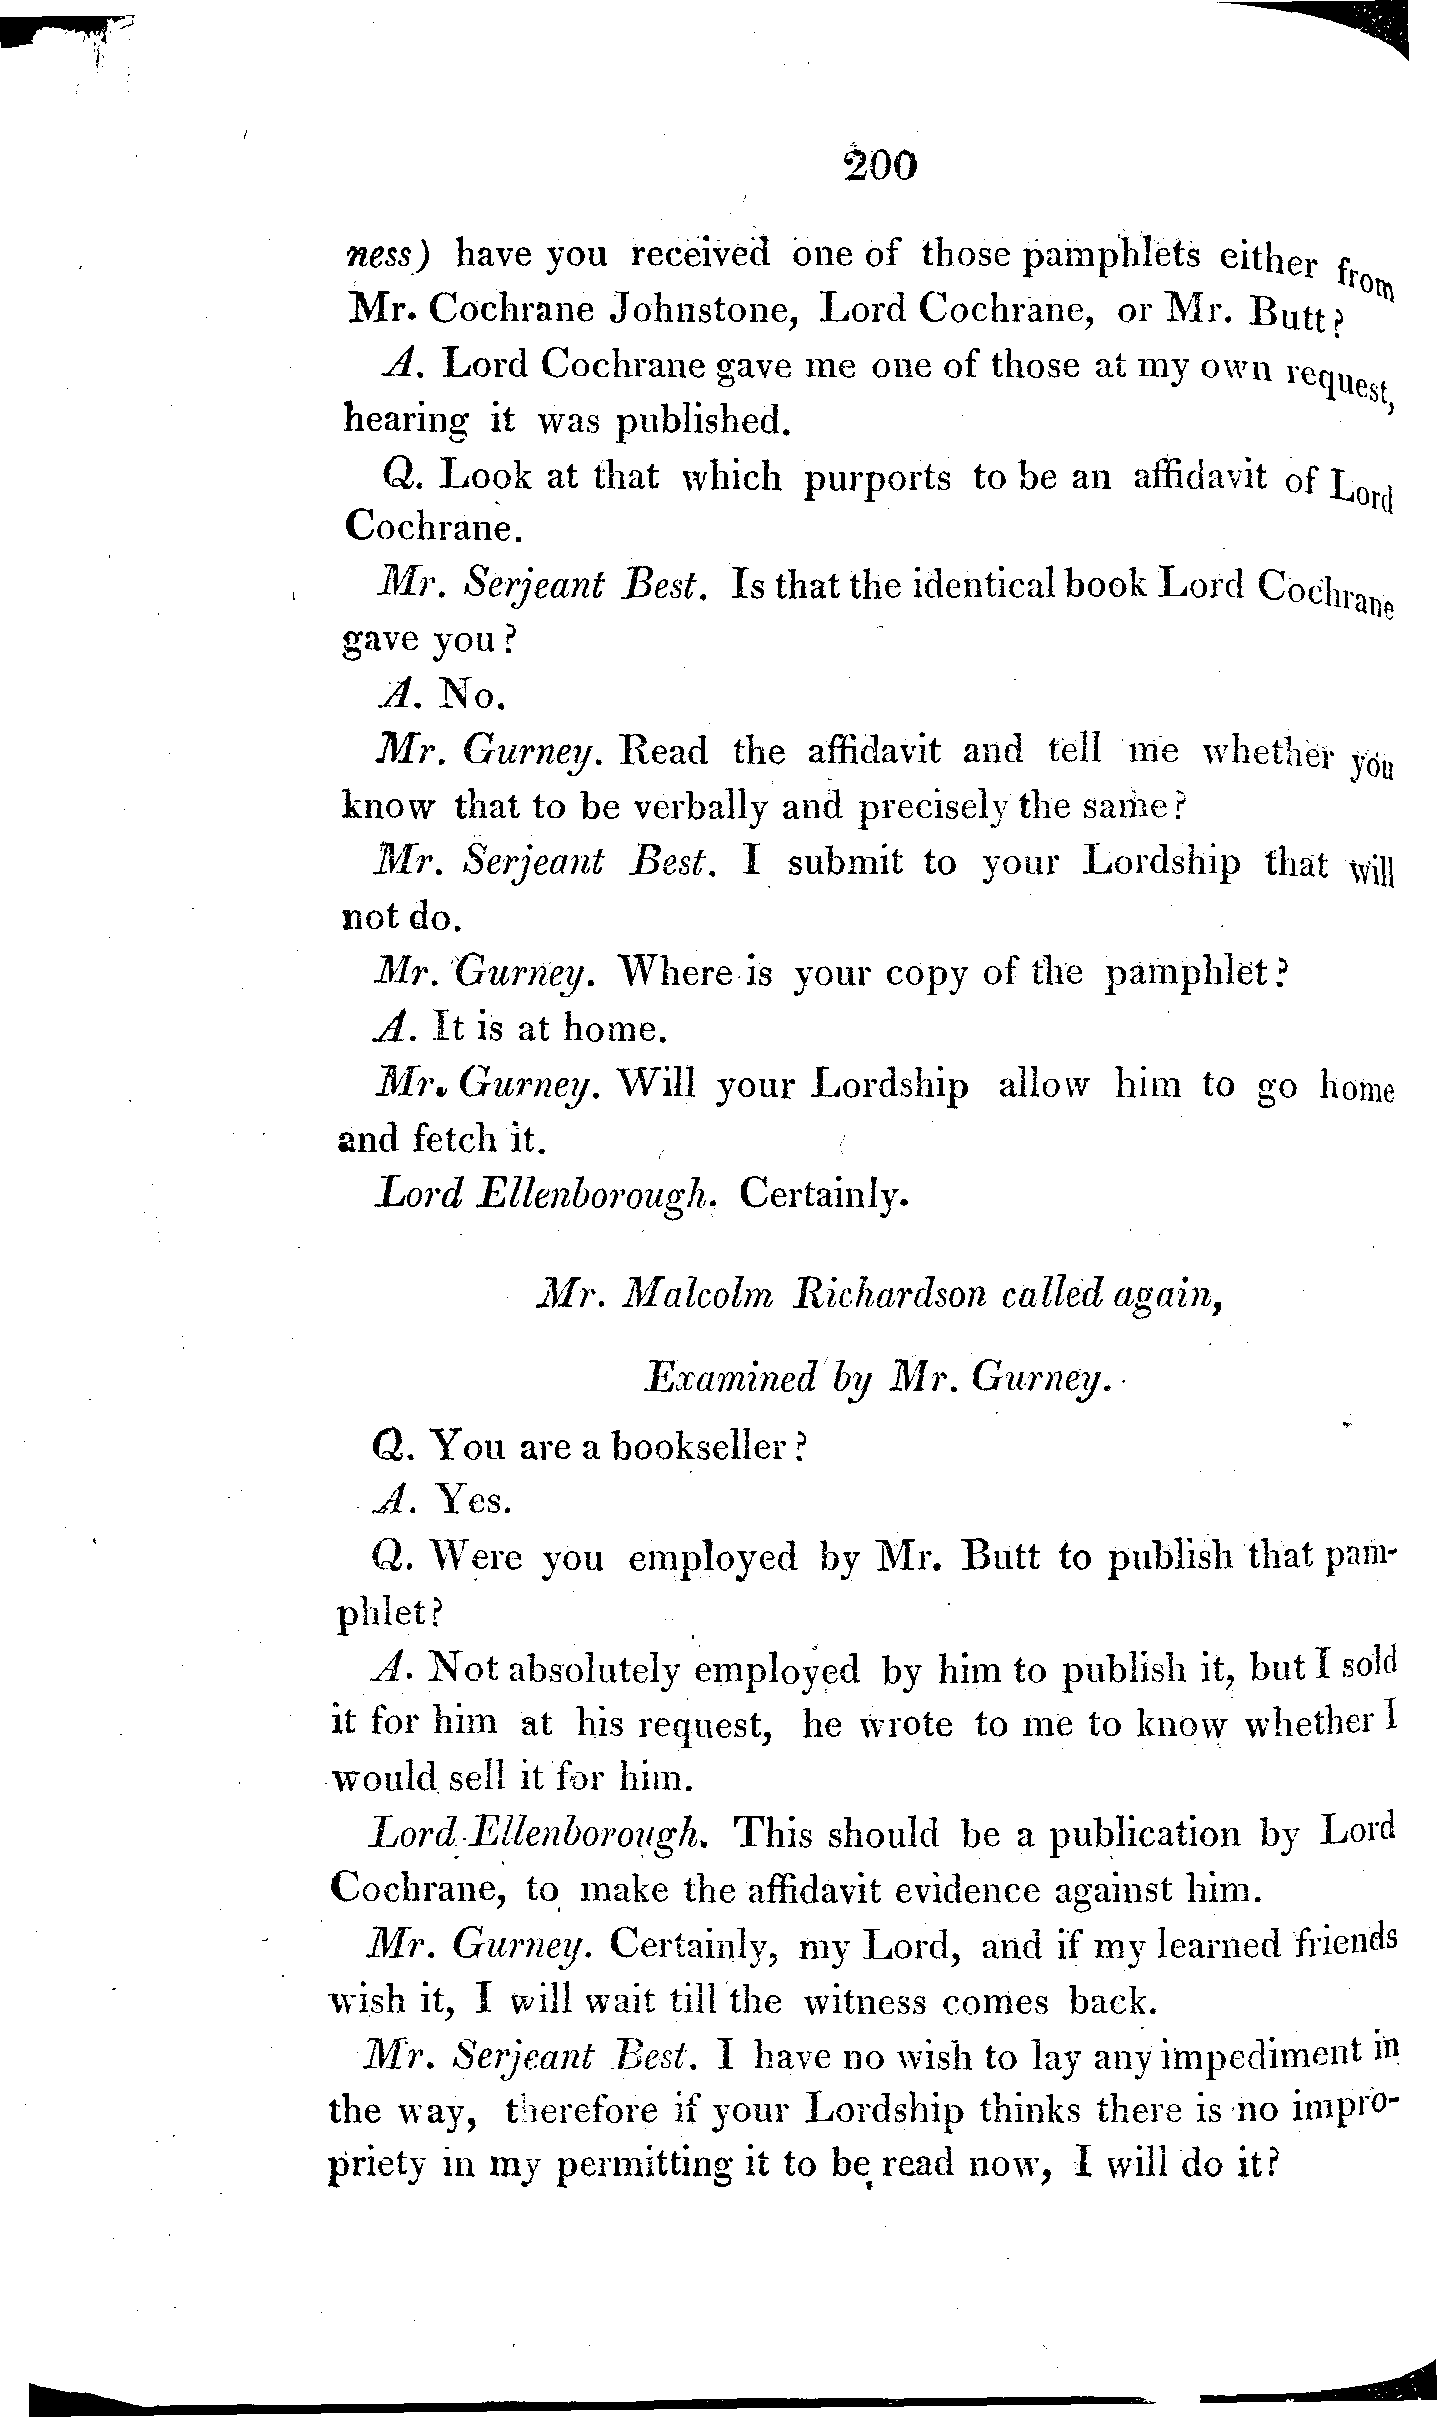 200
ness) have you received one of those pamphlets either from
Mr. Cochrane Johnstone, Lord Cochrane, or Mr. Butt?
A. Lord Cochrane gave me one of those at my own request,
hearing it was published.
Q. Look at that which purports to be an affidavit of Lord
Cochrane.
Mr. Serjeant Best. Is that the identical book Lord Cochrane
gave you?
A. No.
Mr. Gurney. Read the affidavit and tell me whether you
know that to be verbally and precisely the same?
Mr. Serjeant Best. I submit to your Lordship that will
not do.
Mr. Gurney. Where is your copy of the pamphlet?
A. It is at home.
Mr. Gurney. Will your Lordship allow him to go home
and fetch it.
Lord Ellenborough. Certainly.
Mr. Malcolm Richardson called again,
Examined by Mr. Gurney.
Q. You are a bookseller?
A. Yes.
Q. Were you employed by Mr. Butt to publish that pam-
phlet?
A. Not absolutely employed by him to publish it, but I sold
it for him at his request, he wrote to me to know whether I
would sell it for him.
Lord Ellenborough. This should be a publication by Lord
Cochrane, to make the affidavit evidence against him.
Mr. Gurney. Certainly, my Lord, and if my learned friends
wish it, I will wait till the witness comes back.
Mr. Serjeant Best. I have no wish to lay any impediment in
the way, therefore if your Lordship thinks there is no impro-
priety in my permitting it to be read now, I will do it?